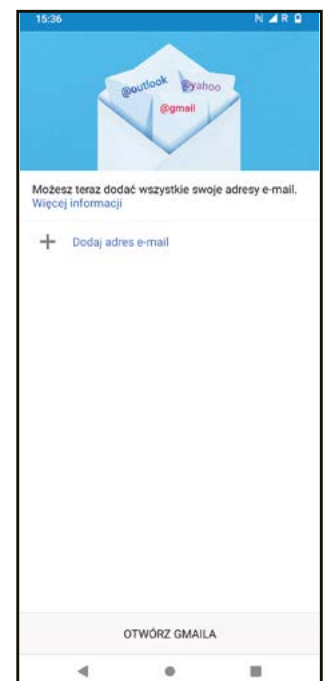 15:36 N R
@outlook @yahoo
@gmail
Możesz teraz dodać wszystkie swoje adresy e-mail.
Więcej informacji
Dodaj adres e-mail
OTWÓRZ GMAILA